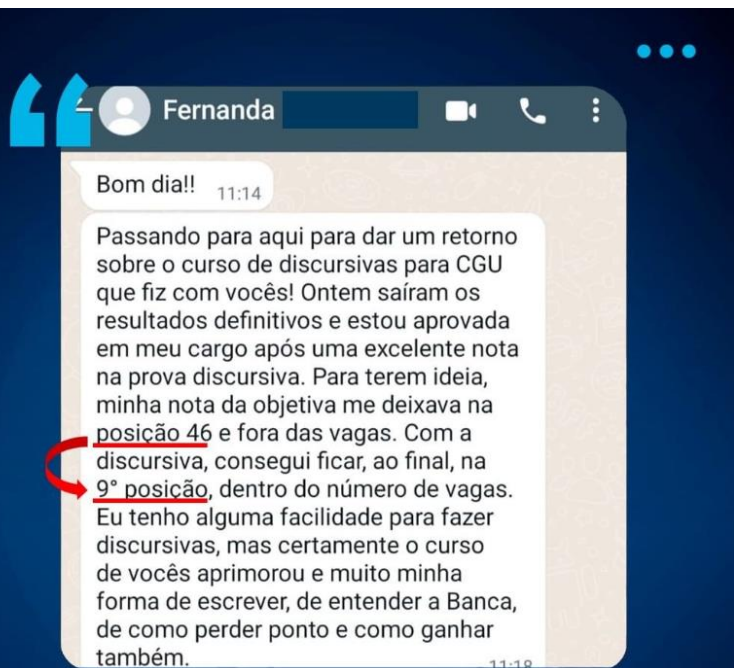 Fernanda
Bom dia!! 11:14
Passando para aqui para dar um retorno
sobre o curso de discursivas para CGU
que fiz com vocês! Ontem saíram os
resultados definitivos e estou aprovada
em meu cargo após uma excelente nota
na prova discursiva. Para terem ideia,
minha nota da objetiva me deixava na
posição 46 e fora das vagas. Com a
discursiva, consegui ficar, ao final, na
9° posição, dentro do número de vagas.
Eu tenho alguma facilidade para fazer
discursivas, mas certamente o curso
de vocês aprimorou e muito minha
forma de escrever, de entender a Banca,
de como perder ponto e como ganhar
também. 11:18